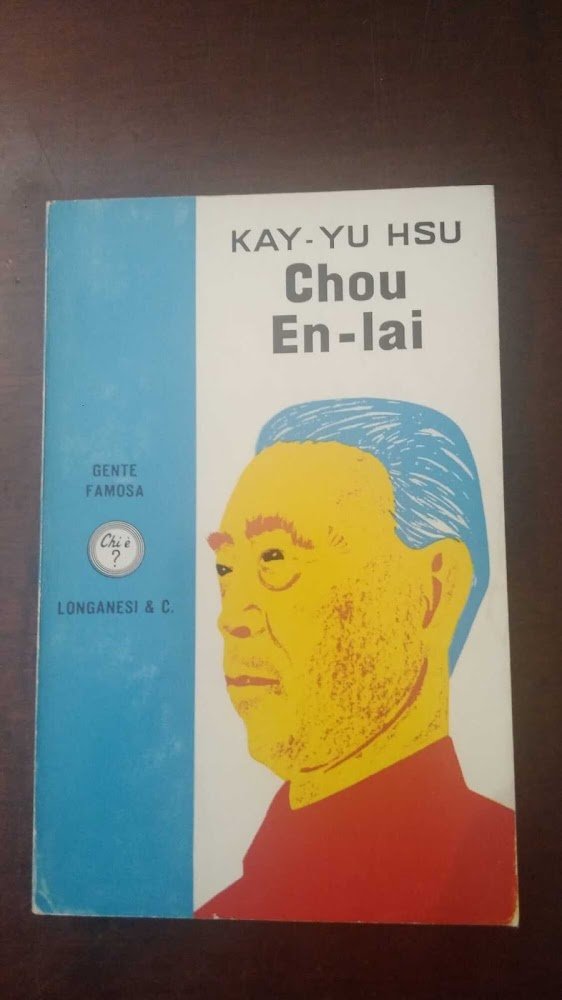 KAY-YU HSU
Chou
En-lai
GENTE
FAMOSA
Chi è
?
LONGANESI & C.